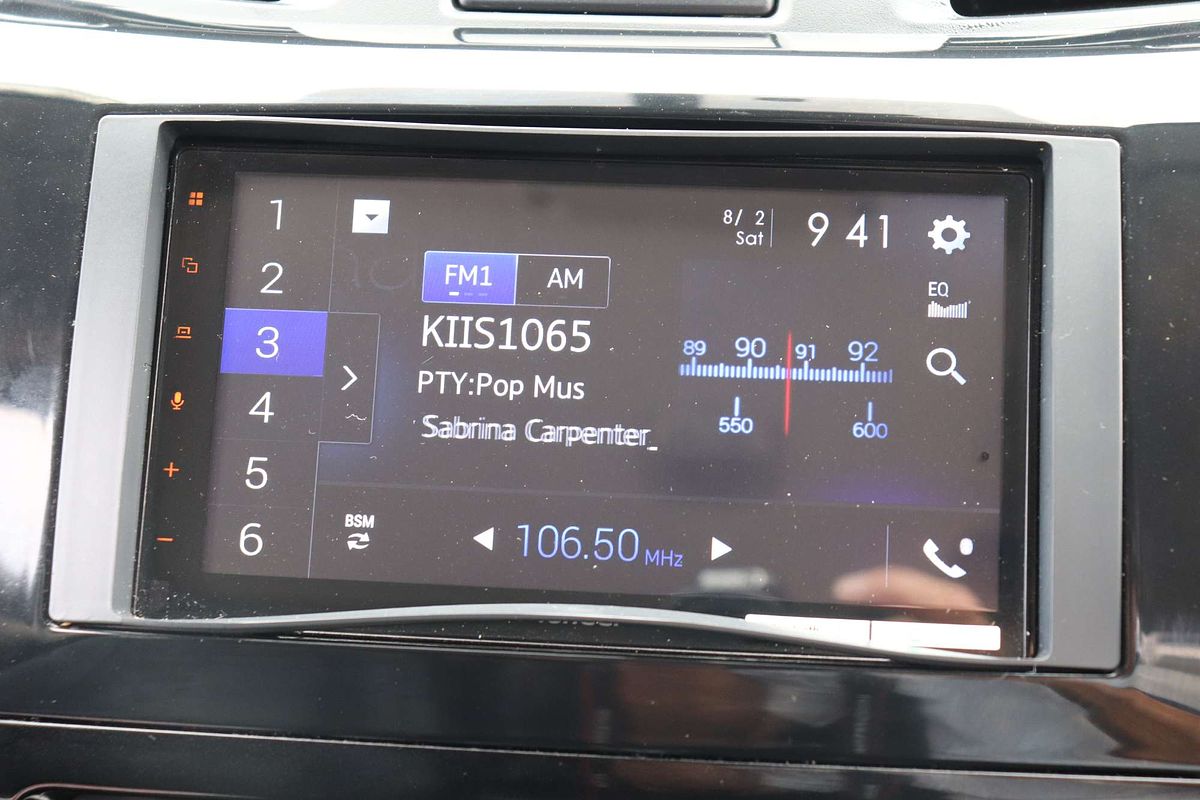 1
2
3
4
5
6
FM1 AM
KIIS1065
PTY:Pop Mus
Sabrina Carpenter_
8/ 2
Sat
9 41
EQ
89 90 91 92
550 600
BSM
106.50 MHz